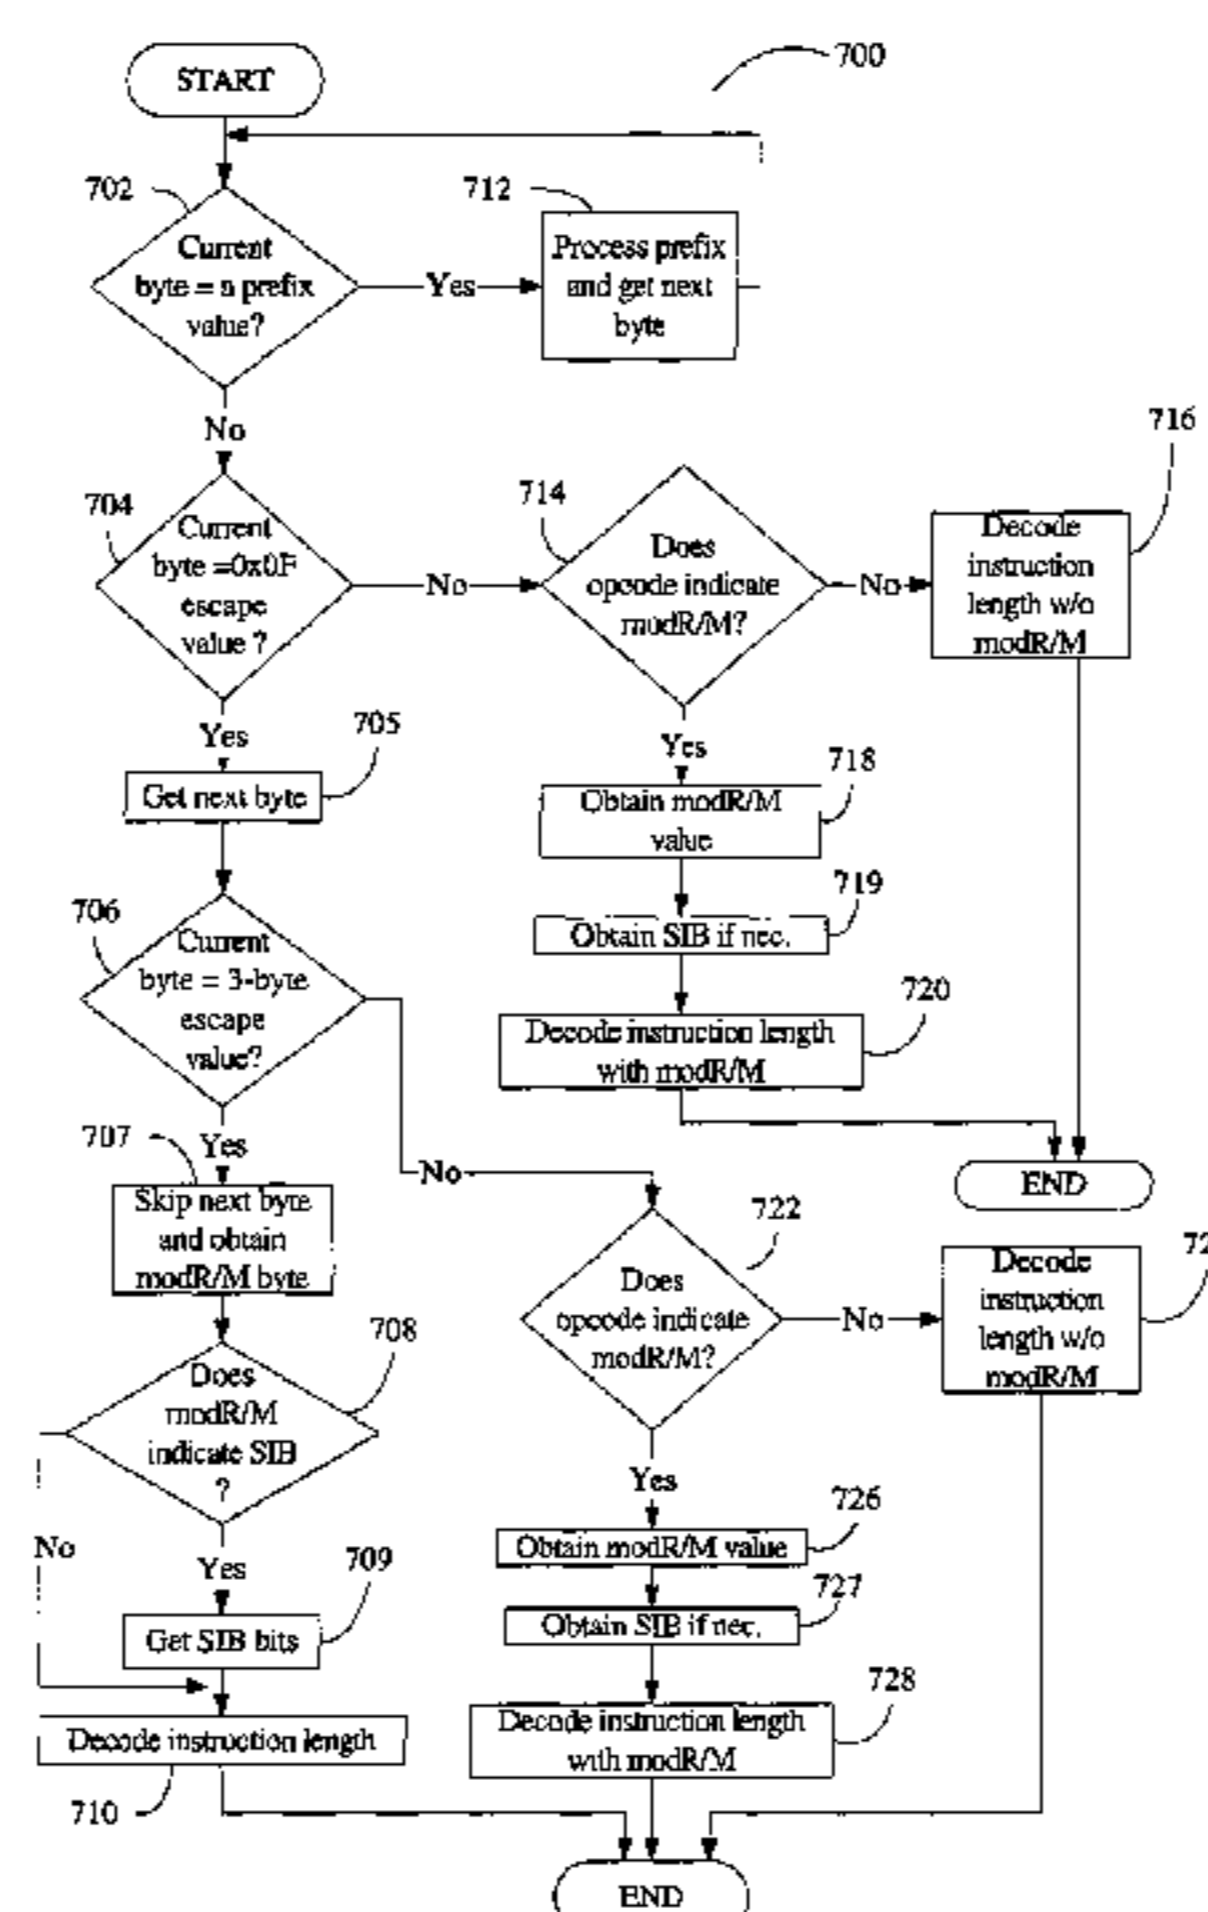 700
START
702
Current
byte = a prefix
value?
Yes
712
Process prefix
and get next
byte
No
704
Current
byte =0x0F
escape
value ?
No
714
Does
opcode indicate
modR/M?
No
716
Decode
instruction
length w/o
modR/M
Yes
705
Get next byte
Yes
718
Obtain modR/M
value
719
Obtain SIB if nec.
720
Decode instruction length
with modR/M
END
706
Current
byte = 3-byte
escape
value?
No
707
Yes
Skip next byte
and obtain
modR/M byte
722
Does
opcode indicate
modR/M?
No
Decode
instruction
length w/o
modR/M
708
Does
modR/M
indicate SIB
?
No
Yes
709
Get SIB bits
Decode instruction length
710
Yes
726
Obtain modR/M value
727
Obtain SIB if nec.
728
Decode instruction length
with modR/M
END